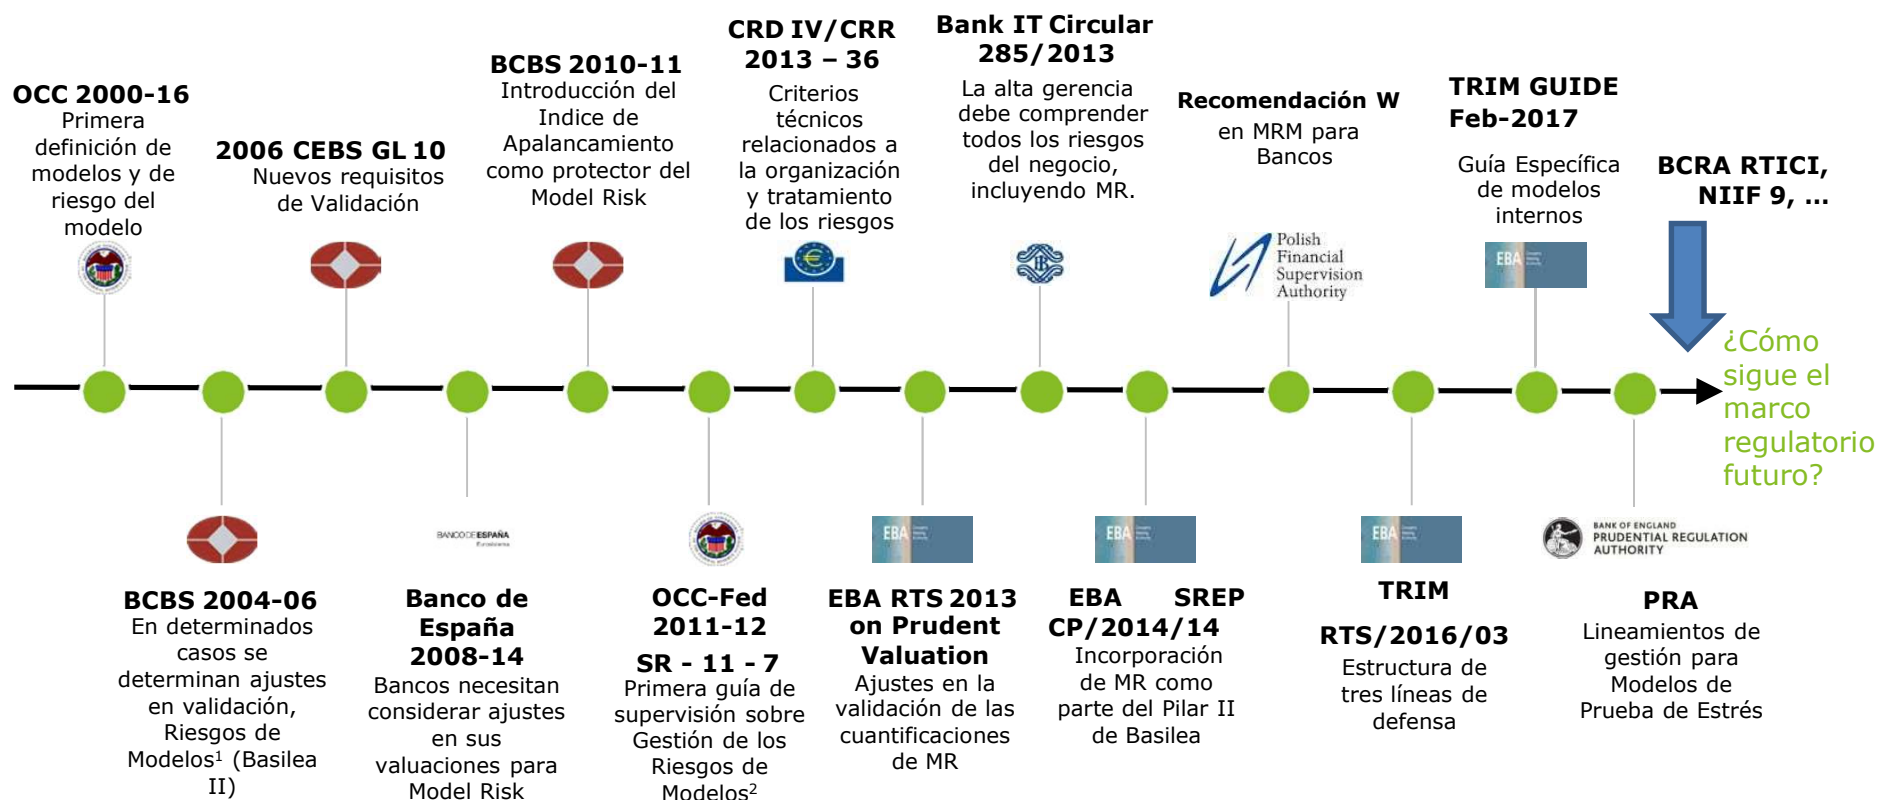 OCC 2000-16
Primera
definición de
modelos y de
riesgo del
modelo
2006 CEBS GL 10
Nuevos requisitos
de Validación
BCBS 2010-11
Introducción del
Indice de
Apalancamiento
como protector del
Model Risk
CRD IV/CRR
2013 – 36
Criterios
técnicos
relacionados a
la organización
y tratamiento
de los riesgos
Bank IT Circular
285/2013
La alta gerencia
debe comprender
todos los riesgos
del negocio,
incluyendo MR.
Recomendación W
en MRM para
Bancos
Polish
Financial
Supervision
Authority
TRIM GUIDE
Feb-2017
Guía Específica
de modelos
internos
EBA
BCRA RTICI,
NIIF 9, ...
¿Cómo
sigue el
marco
regulatorio
futuro?
BCBS 2004-06
En determinados
casos se
determinan ajustes
en validación,
Riesgos de
Modelos¹ (Basilea
II)
BANCO DE ESPAÑA
Eurosistema
Banco de
España
2008-14
Bancos necesitan
considerar ajustes
en sus
valuaciones para
Model Risk
OCC-Fed
2011-12
SR - 11 - 7
Primera guía de
supervisión sobre
Gestión de los
Riesgos de
Modelos²
EBA
EBA RTS 2013
on Prudent
Valuation
Ajustes en la
validación de las
cuantificaciones
de MR
EBA
EBA SREP
CP/2014/14
Incorporación
de MR como
parte del Pilar II
de Basilea
EBA
TRIM
RTS/2016/03
Estructura de
tres líneas de
defensa
BANK OF ENGLAND
PRUDENTIAL REGULATION
AUTHORITY
PRA
Lineamientos de
gestión para
Modelos de
Prueba de Estrés